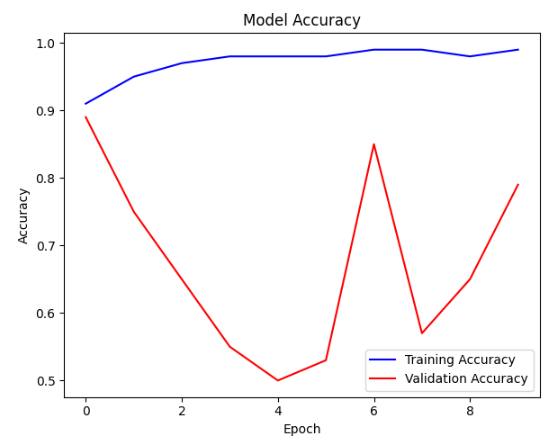 Model Accuracy
1.0
0.9
0.8
0.7
0.6
0.5
Accuracy
Training Accuracy
Validation Accuracy
0 2 4 6 8
Epoch